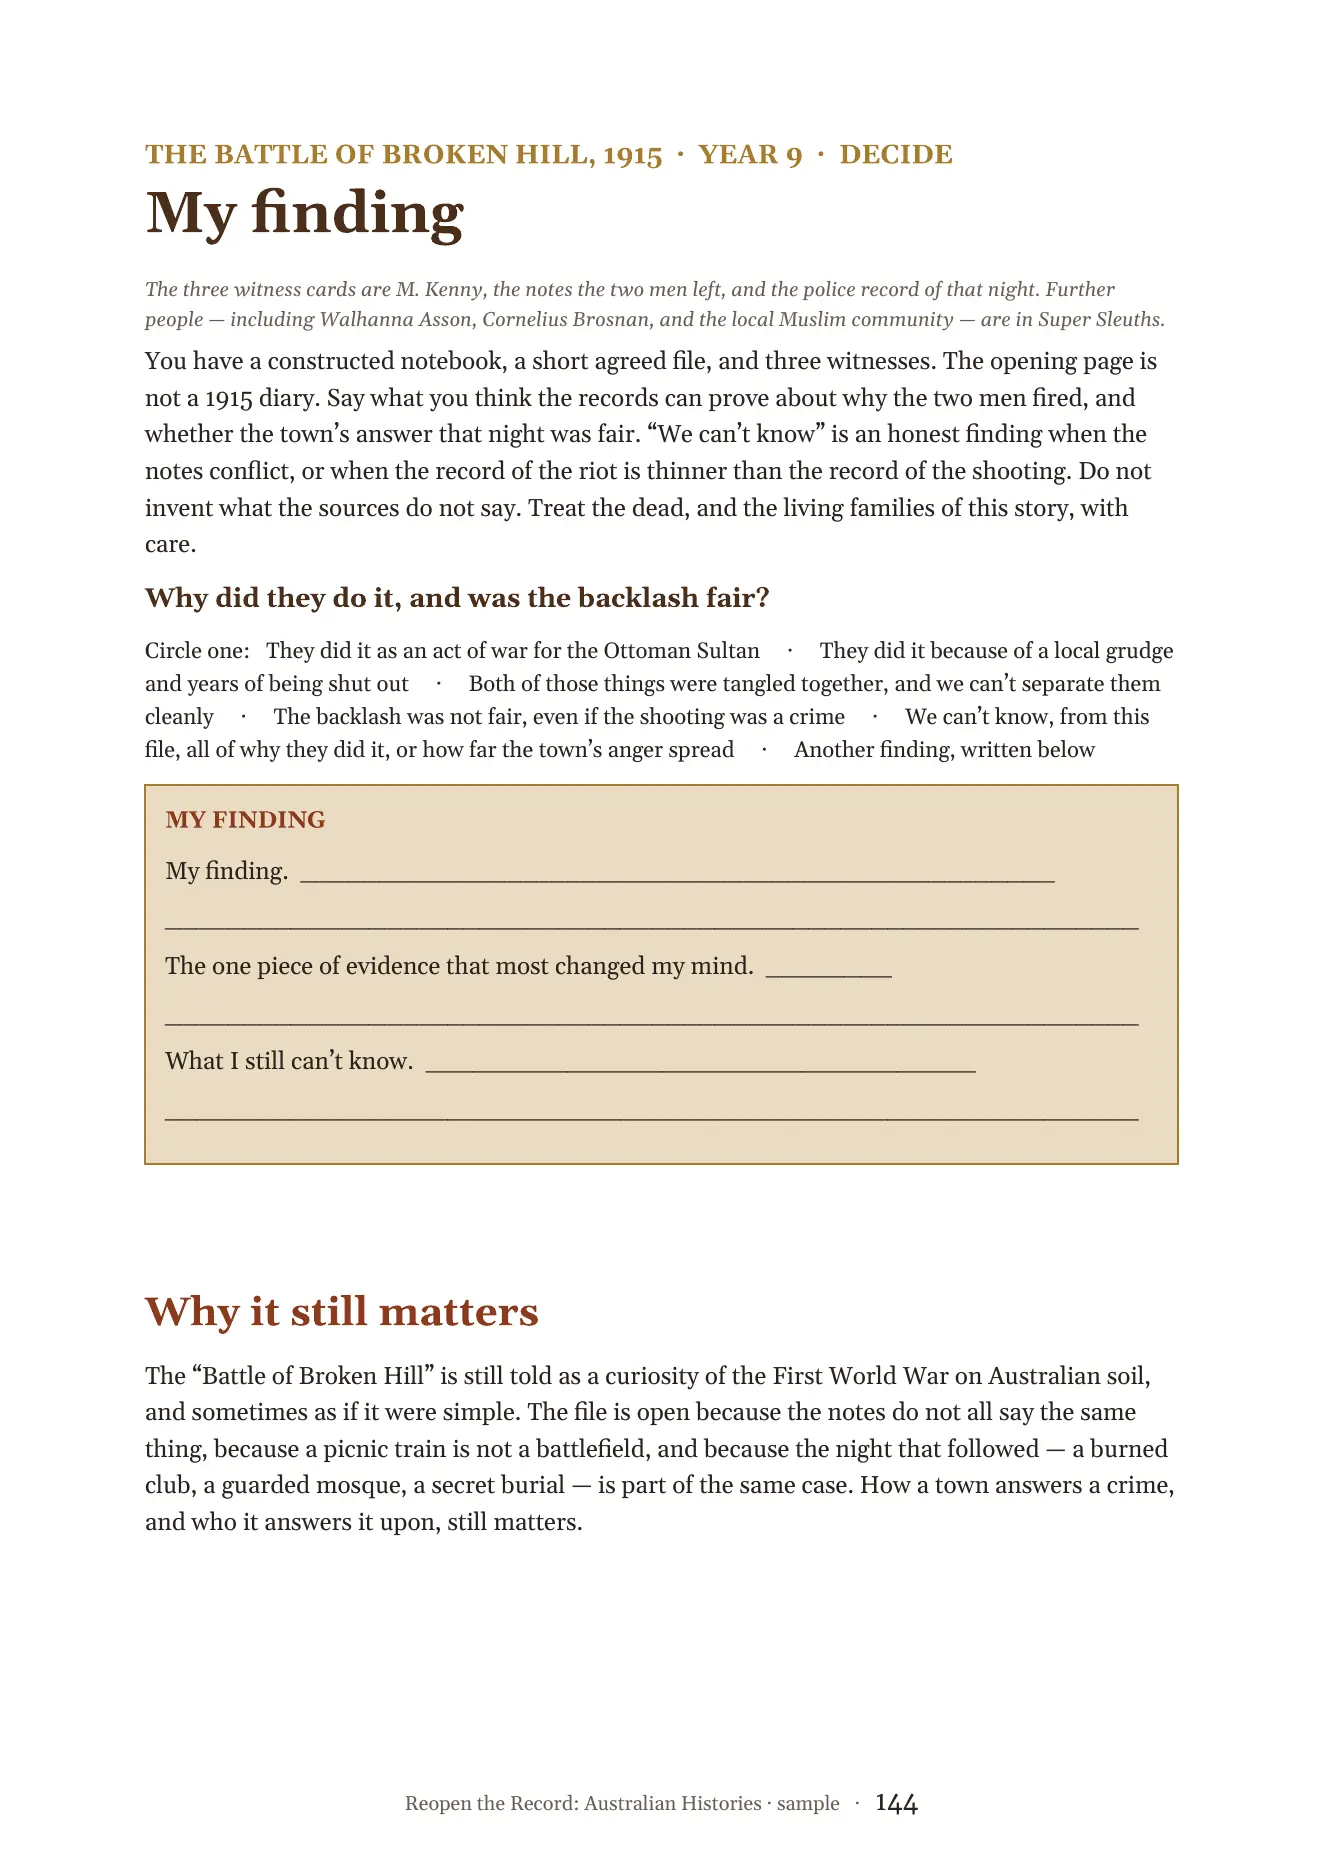 THE BATTLE OF BROKEN HILL, 1915 · YEAR 9 · DECIDE
My finding
The three witness cards are M. Kenny, the notes the two men left, and the police record of that night. Further
people — including Walhanna Asson, Cornelius Brosnan, and the local Muslim community — are in Super Sleuths.
You have a constructed notebook, a short agreed file, and three witnesses. The opening page is
not a 1915 diary. Say what you think the records can prove about why the two men fired, and
whether the town’s answer that night was fair. “We can’t know” is an honest finding when the
notes conflict, or when the record of the riot is thinner than the record of the shooting. Do not
invent what the sources do not say. Treat the dead, and the living families of this story, with
care.
Why did they do it, and was the backlash fair?
Circle one: They did it as an act of war for the Ottoman Sultan · They did it because of a local grudge
and years of being shut out · Both of those things were tangled together, and we can’t separate them
cleanly · The backlash was not fair, even if the shooting was a crime · We can’t know, from this
file, all of why they did it, or how far the town’s anger spread · Another finding, written below
MY FINDING
My finding. ________________________________________________
______________________________________________________________
The one piece of evidence that most changed my mind. ________
______________________________________________________________
What I still can’t know. ___________________________________
______________________________________________________________
Why it still matters
The “Battle of Broken Hill” is still told as a curiosity of the First World War on Australian soil,
and sometimes as if it were simple. The file is open because the notes do not all say the same
thing, because a picnic train is not a battlefield, and because the night that followed — a burned
club, a guarded mosque, a secret burial — is part of the same case. How a town answers a crime,
and who it answers it upon, still matters.
Reopen the Record: Australian Histories · sample · 144